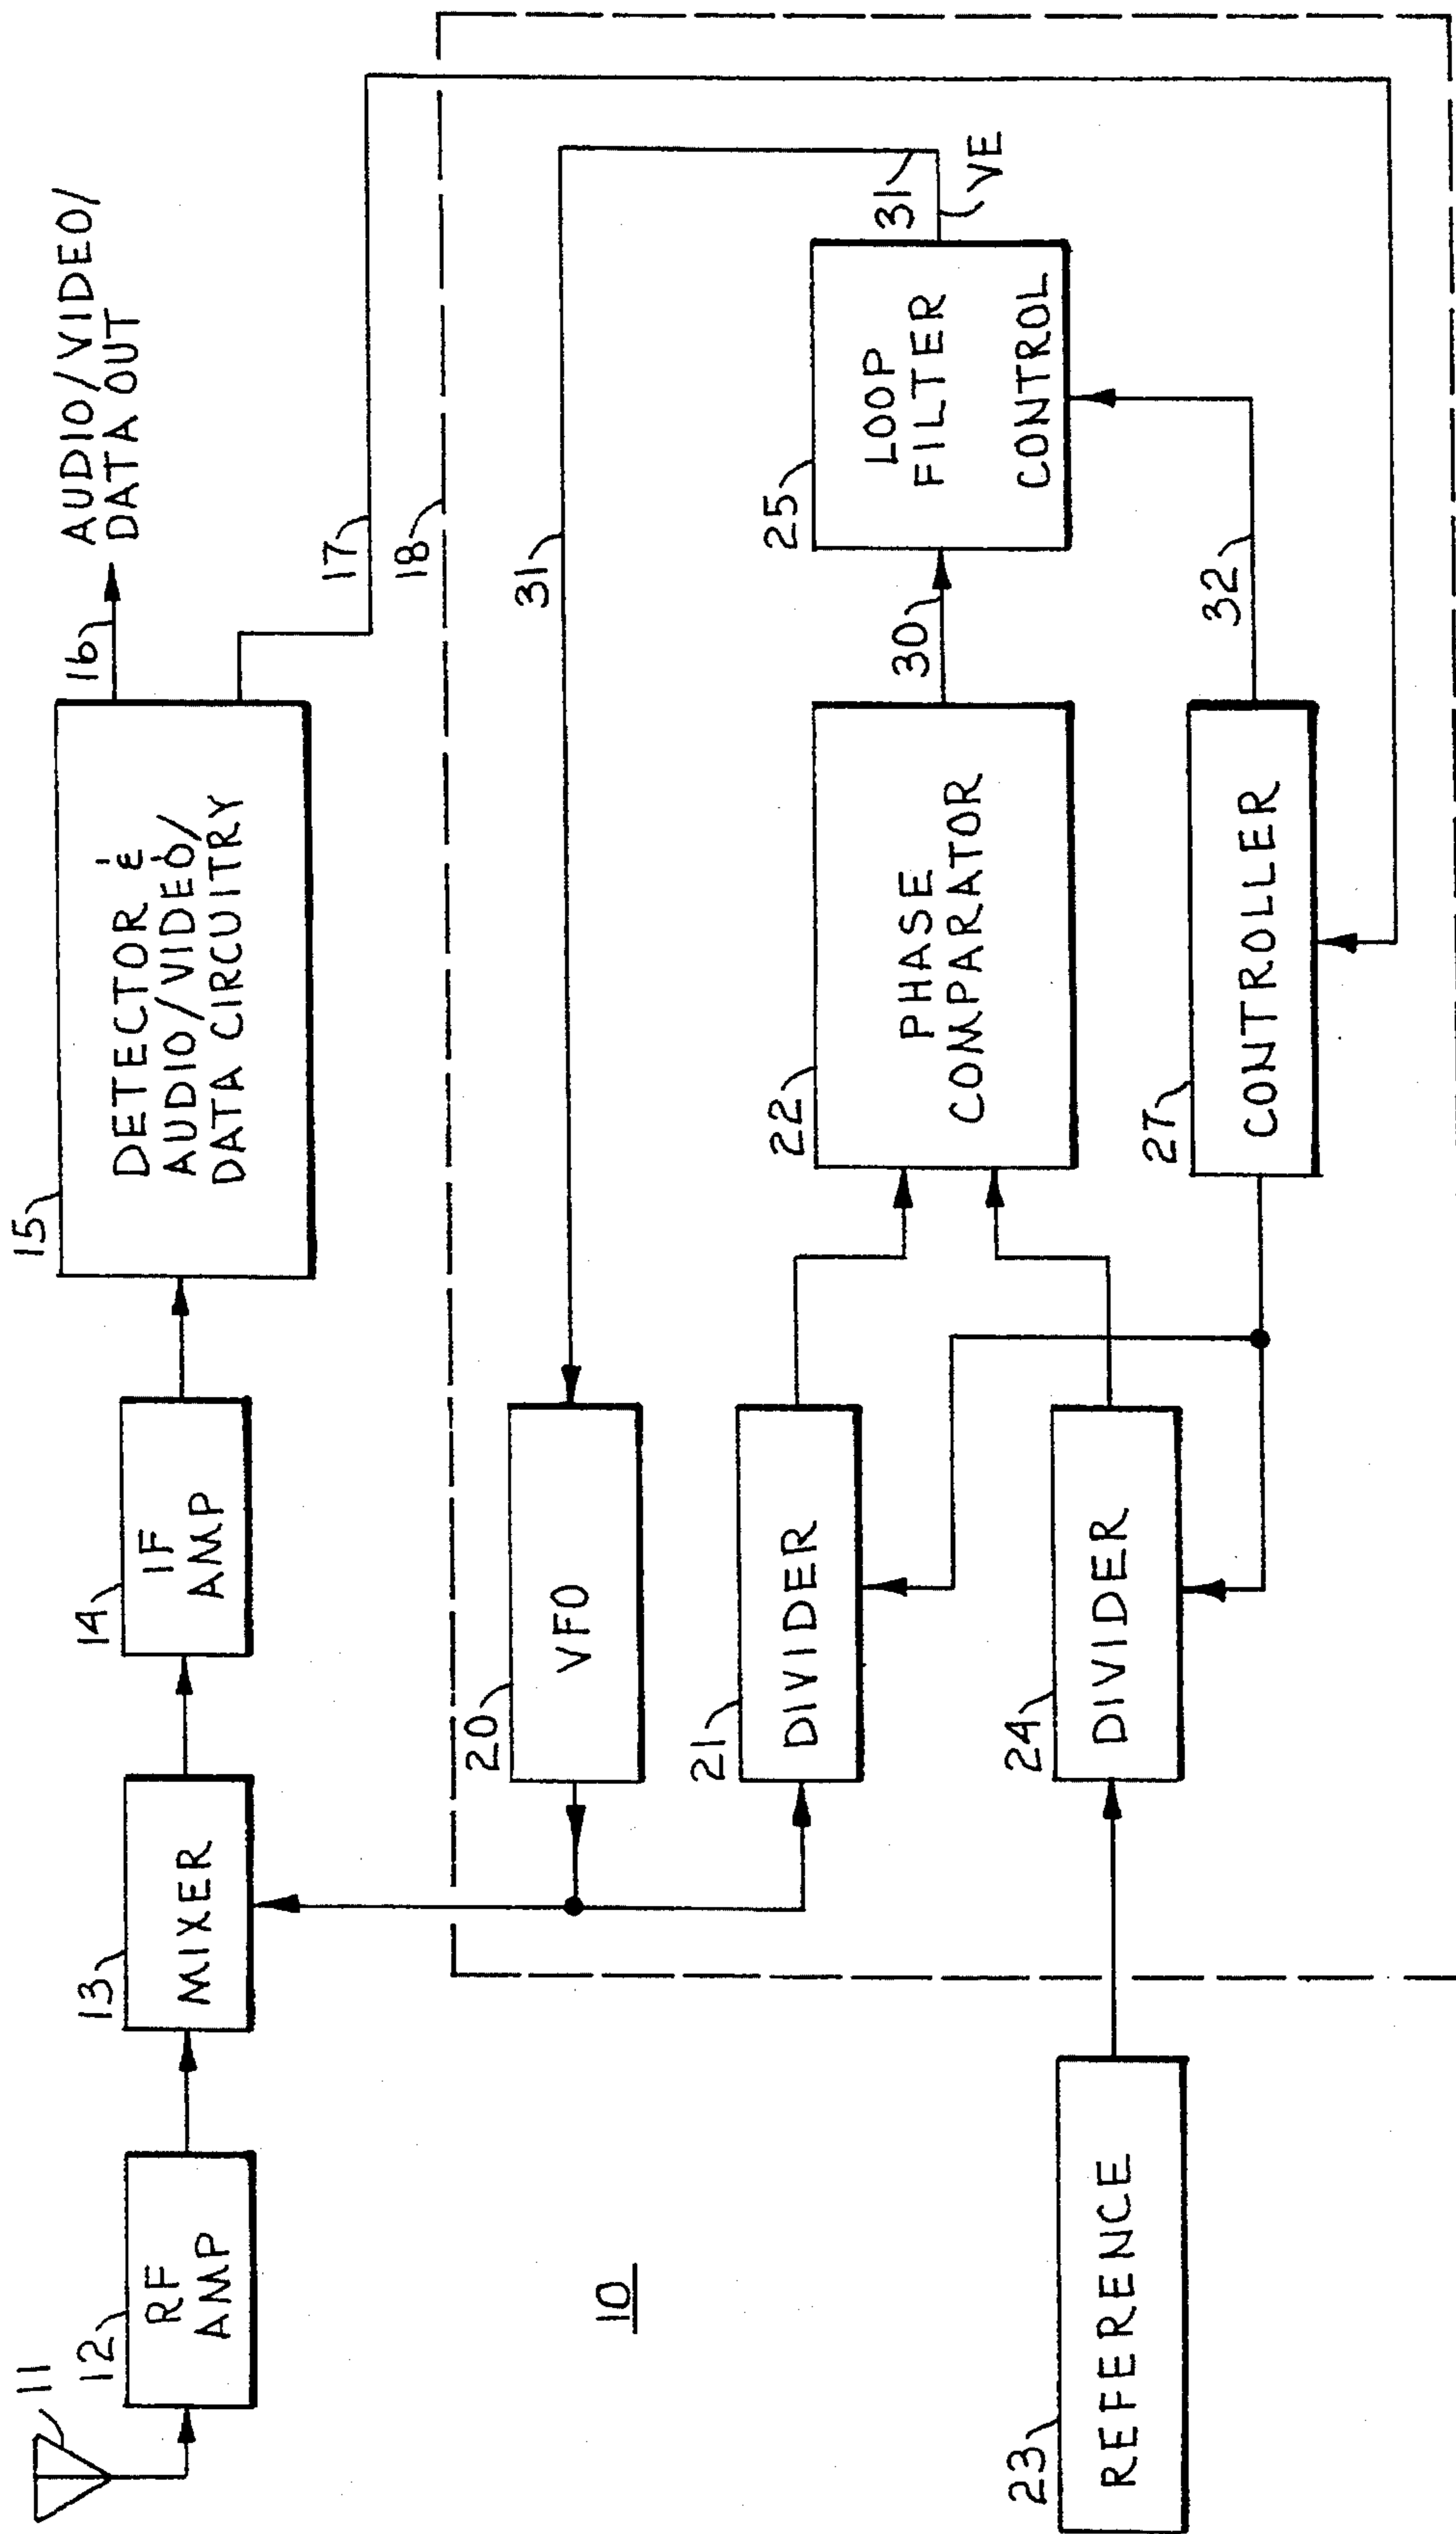 11
12
RF
AMP
13
MIXER
14
IF
AMP
15
DETECTOR &
AUDIO/VIDEO/
DATA CIRCUITRY
16
AUDIO/VIDEO/
DATA OUT
17
18
10
20
VFO
31
21
DIVIDER
22
PHASE
COMPARATOR
30
25
LOOP
FILTER
CONTROL
31
VE
23
REFERENCE
24
DIVIDER
27
CONTROLLER
32